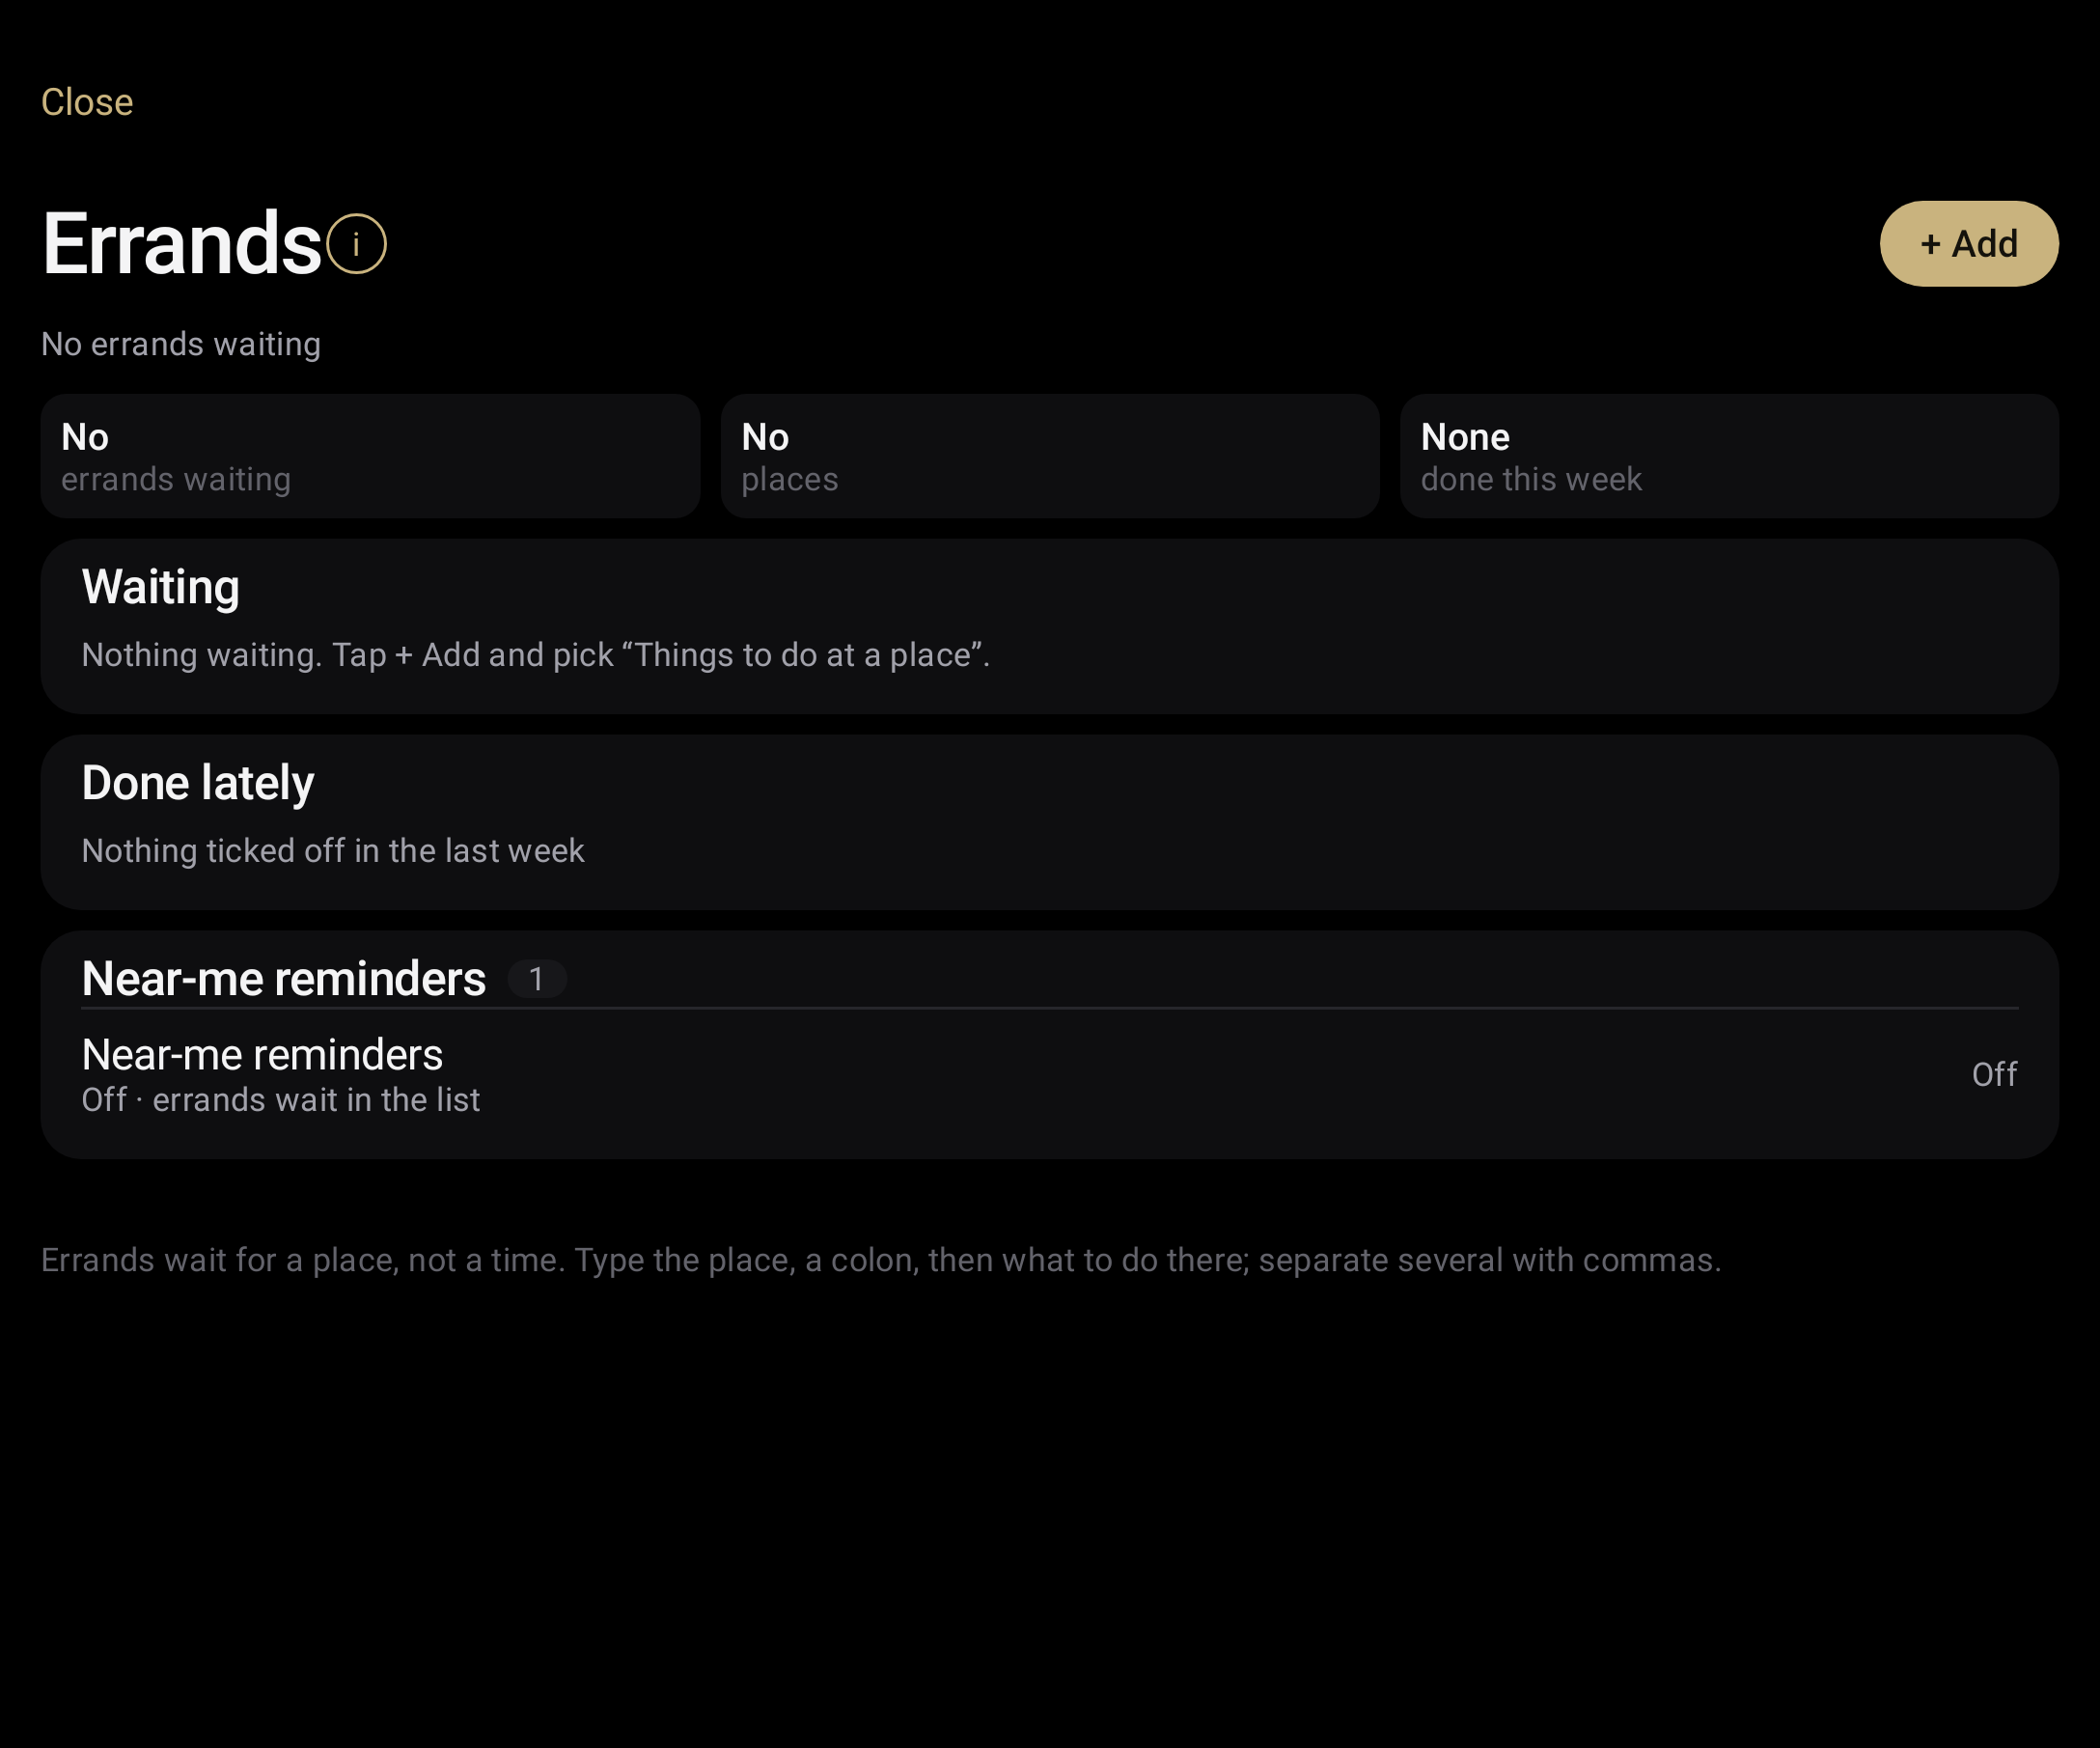 Close
Errands i
+ Add
No errands waiting
No
errands waiting
No
places
None
done this week
Waiting
Nothing waiting. Tap + Add and pick “Things to do at a place”.
Done lately
Nothing ticked off in the last week
Near-me reminders 1
Near-me reminders
Off · errands wait in the list
Off
Errands wait for a place, not a time. Type the place, a colon, then what to do there; separate several with commas.